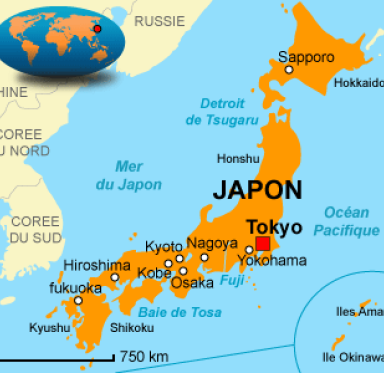 RUSSIE
Sapporo
Hokkaido
HINE
Detroit
de Tsugaru
COREE
U NORD
Honshu
Mer
du Japon
JAPON
Océan
Pacifique
COREE
DU SUD
Tokyo
Kyoto
Nagoya
Yokohama
Hiroshima
Kobe
Osaka
Fuji
fukuoka
Baie de Tosa
Kyushu
Shikoku
Iles Ama
750 km
Ile Okinawa